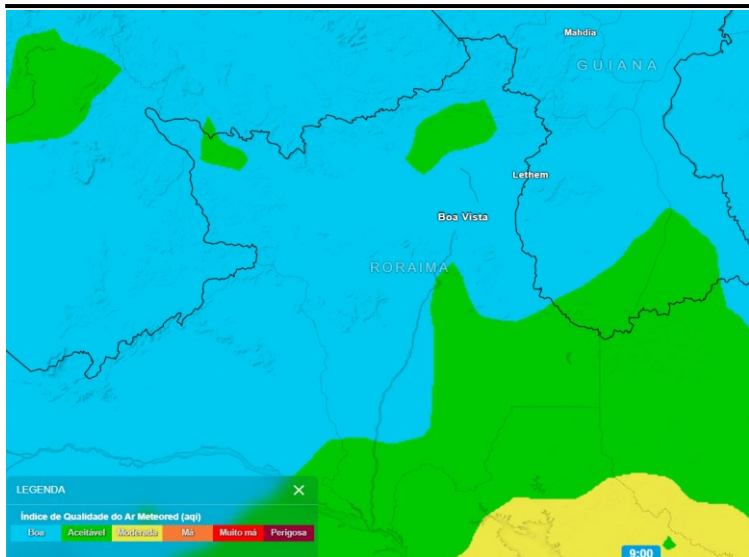 Mahdia
GUIANA
Lethem
Boa Vista
RORAIMA
LEGENDA
Índice de Qualidade do Ar Meteored (aqi)
Boa Aceitável Moderada Má Muito má Perigosa
9:00